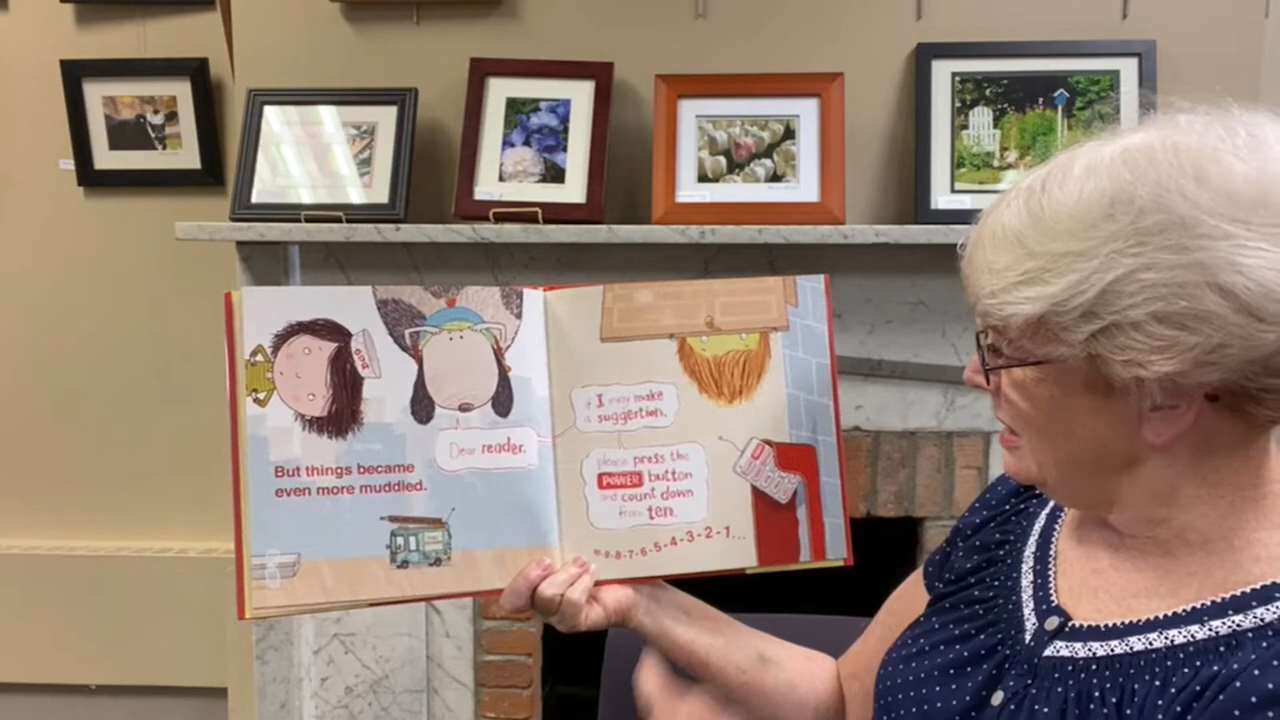 Dear reader.
But things became
even more muddled.
if I may make
a suggestion,
please press the
POWER button
and count down
from ten.
10-9-8-7-6-5-4-3-2-1...